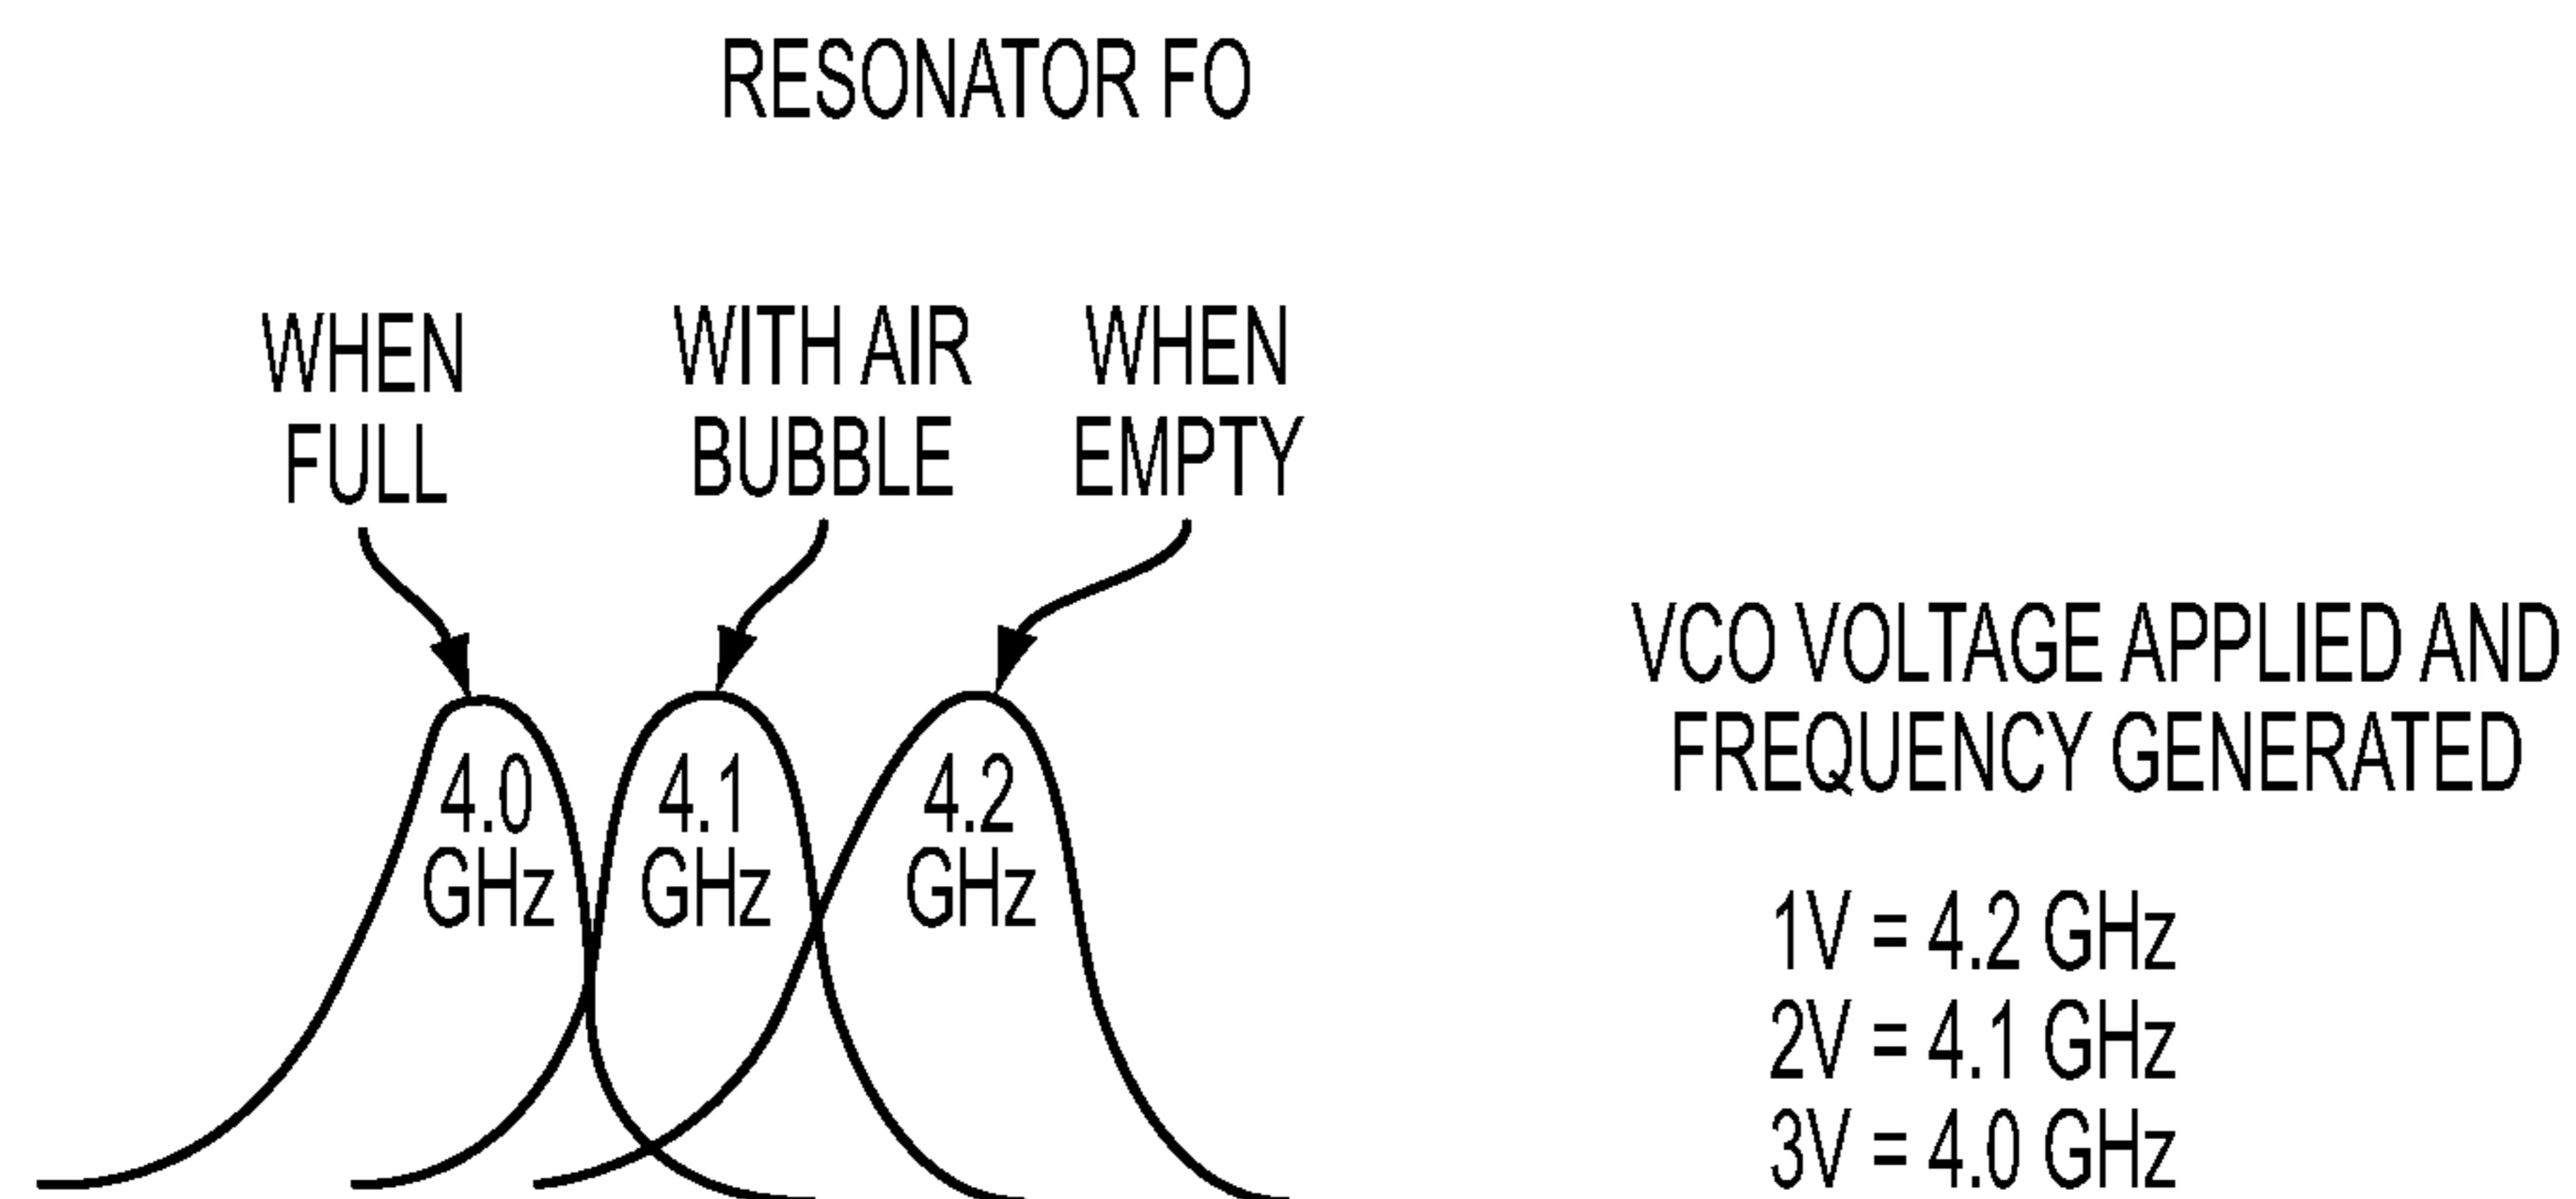 RESONATOR FO
WHEN
FULL
WITH AIR
BUBBLE
WHEN
EMPTY
4.0
GHz
4.1
GHz
4.2
GHz
VCO VOLTAGE APPLIED AND
FREQUENCY GENERATED
1V = 4.2 GHz
2V = 4.1 GHz
3V = 4.0 GHz